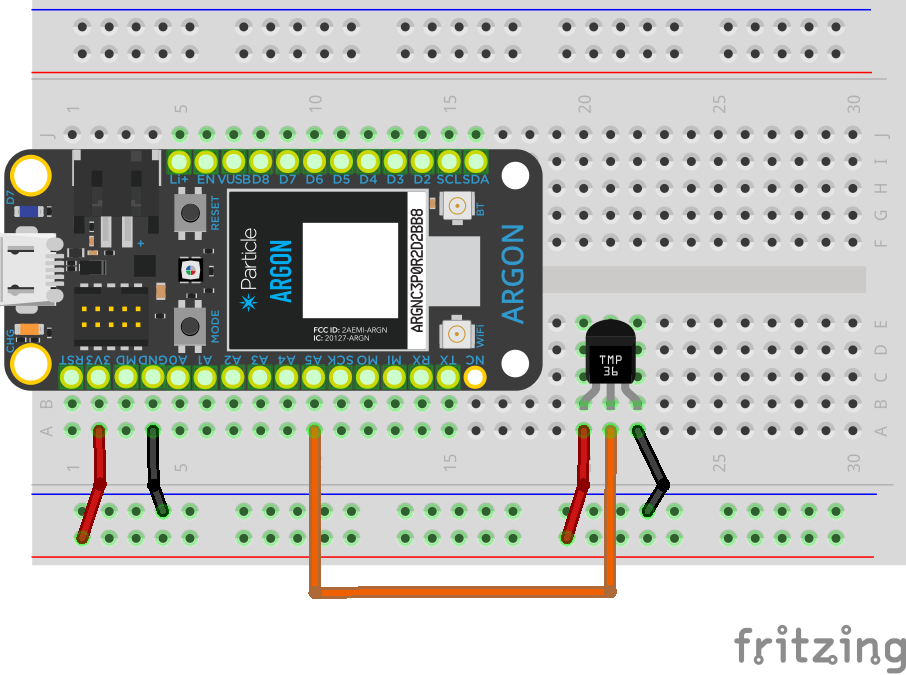 1 5 10 15 20 25 30
J J
I
H
G
F
Li+ EN VUSB D8 D7 D6 D5 D4 D3 D2 SCL SDA
D7
RESET
BT
Particle
ARGON
ARGNC3P0R2D2BB8
ARGON
+
FCC ID: 2AEMI-ARGN
IC: 20127-ARGN
MODE
WIFI
CHG
RST 3V3 MD GND A0 A1 A2 A3 A4 A5 SCK MO MI RX TX NC
E
D
C
TMP
36
B B
A A
1 5 15 20 25 30
fritzing